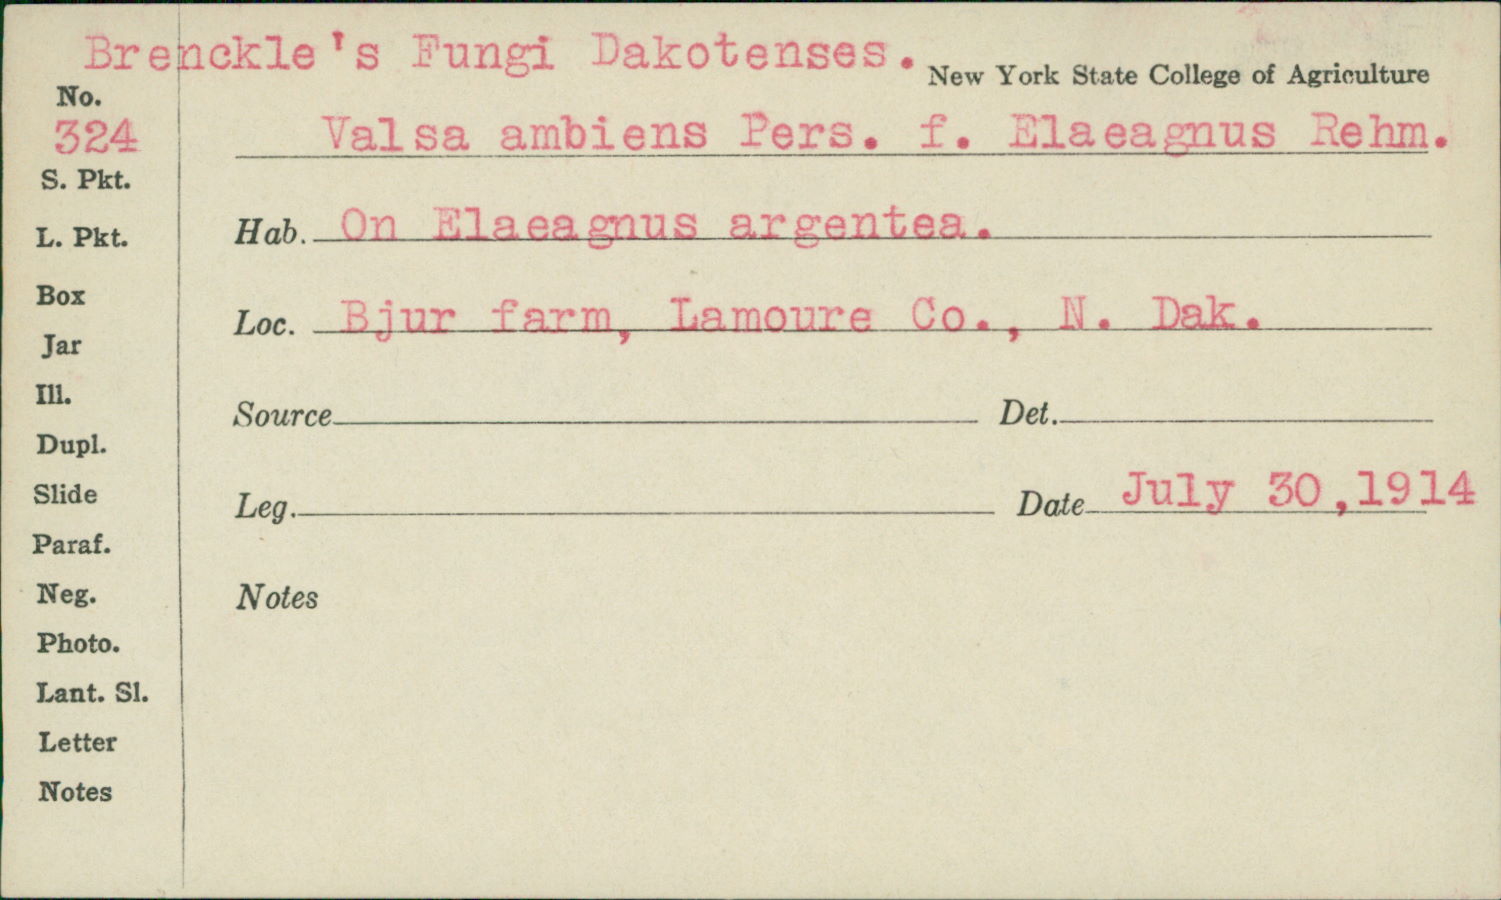 Brenckle's Fungi Dakotenses.
New York State College of Agriculture
No.
324
Valsa ambiens Pers. f. Elaeagnus Rehm.
S. Pkt.
L. Pkt.
Hab. On Elaeagnus argentea.
Box
Loc. Bjur farm, Lamoure Co., N. Dak.
Jar
Ill.
Source
Det.
Dupl.
Slide
Leg.
Date July 30,1914
Paraf.
Neg.
Notes
Photo.
Lant. Sl.
Letter
Notes